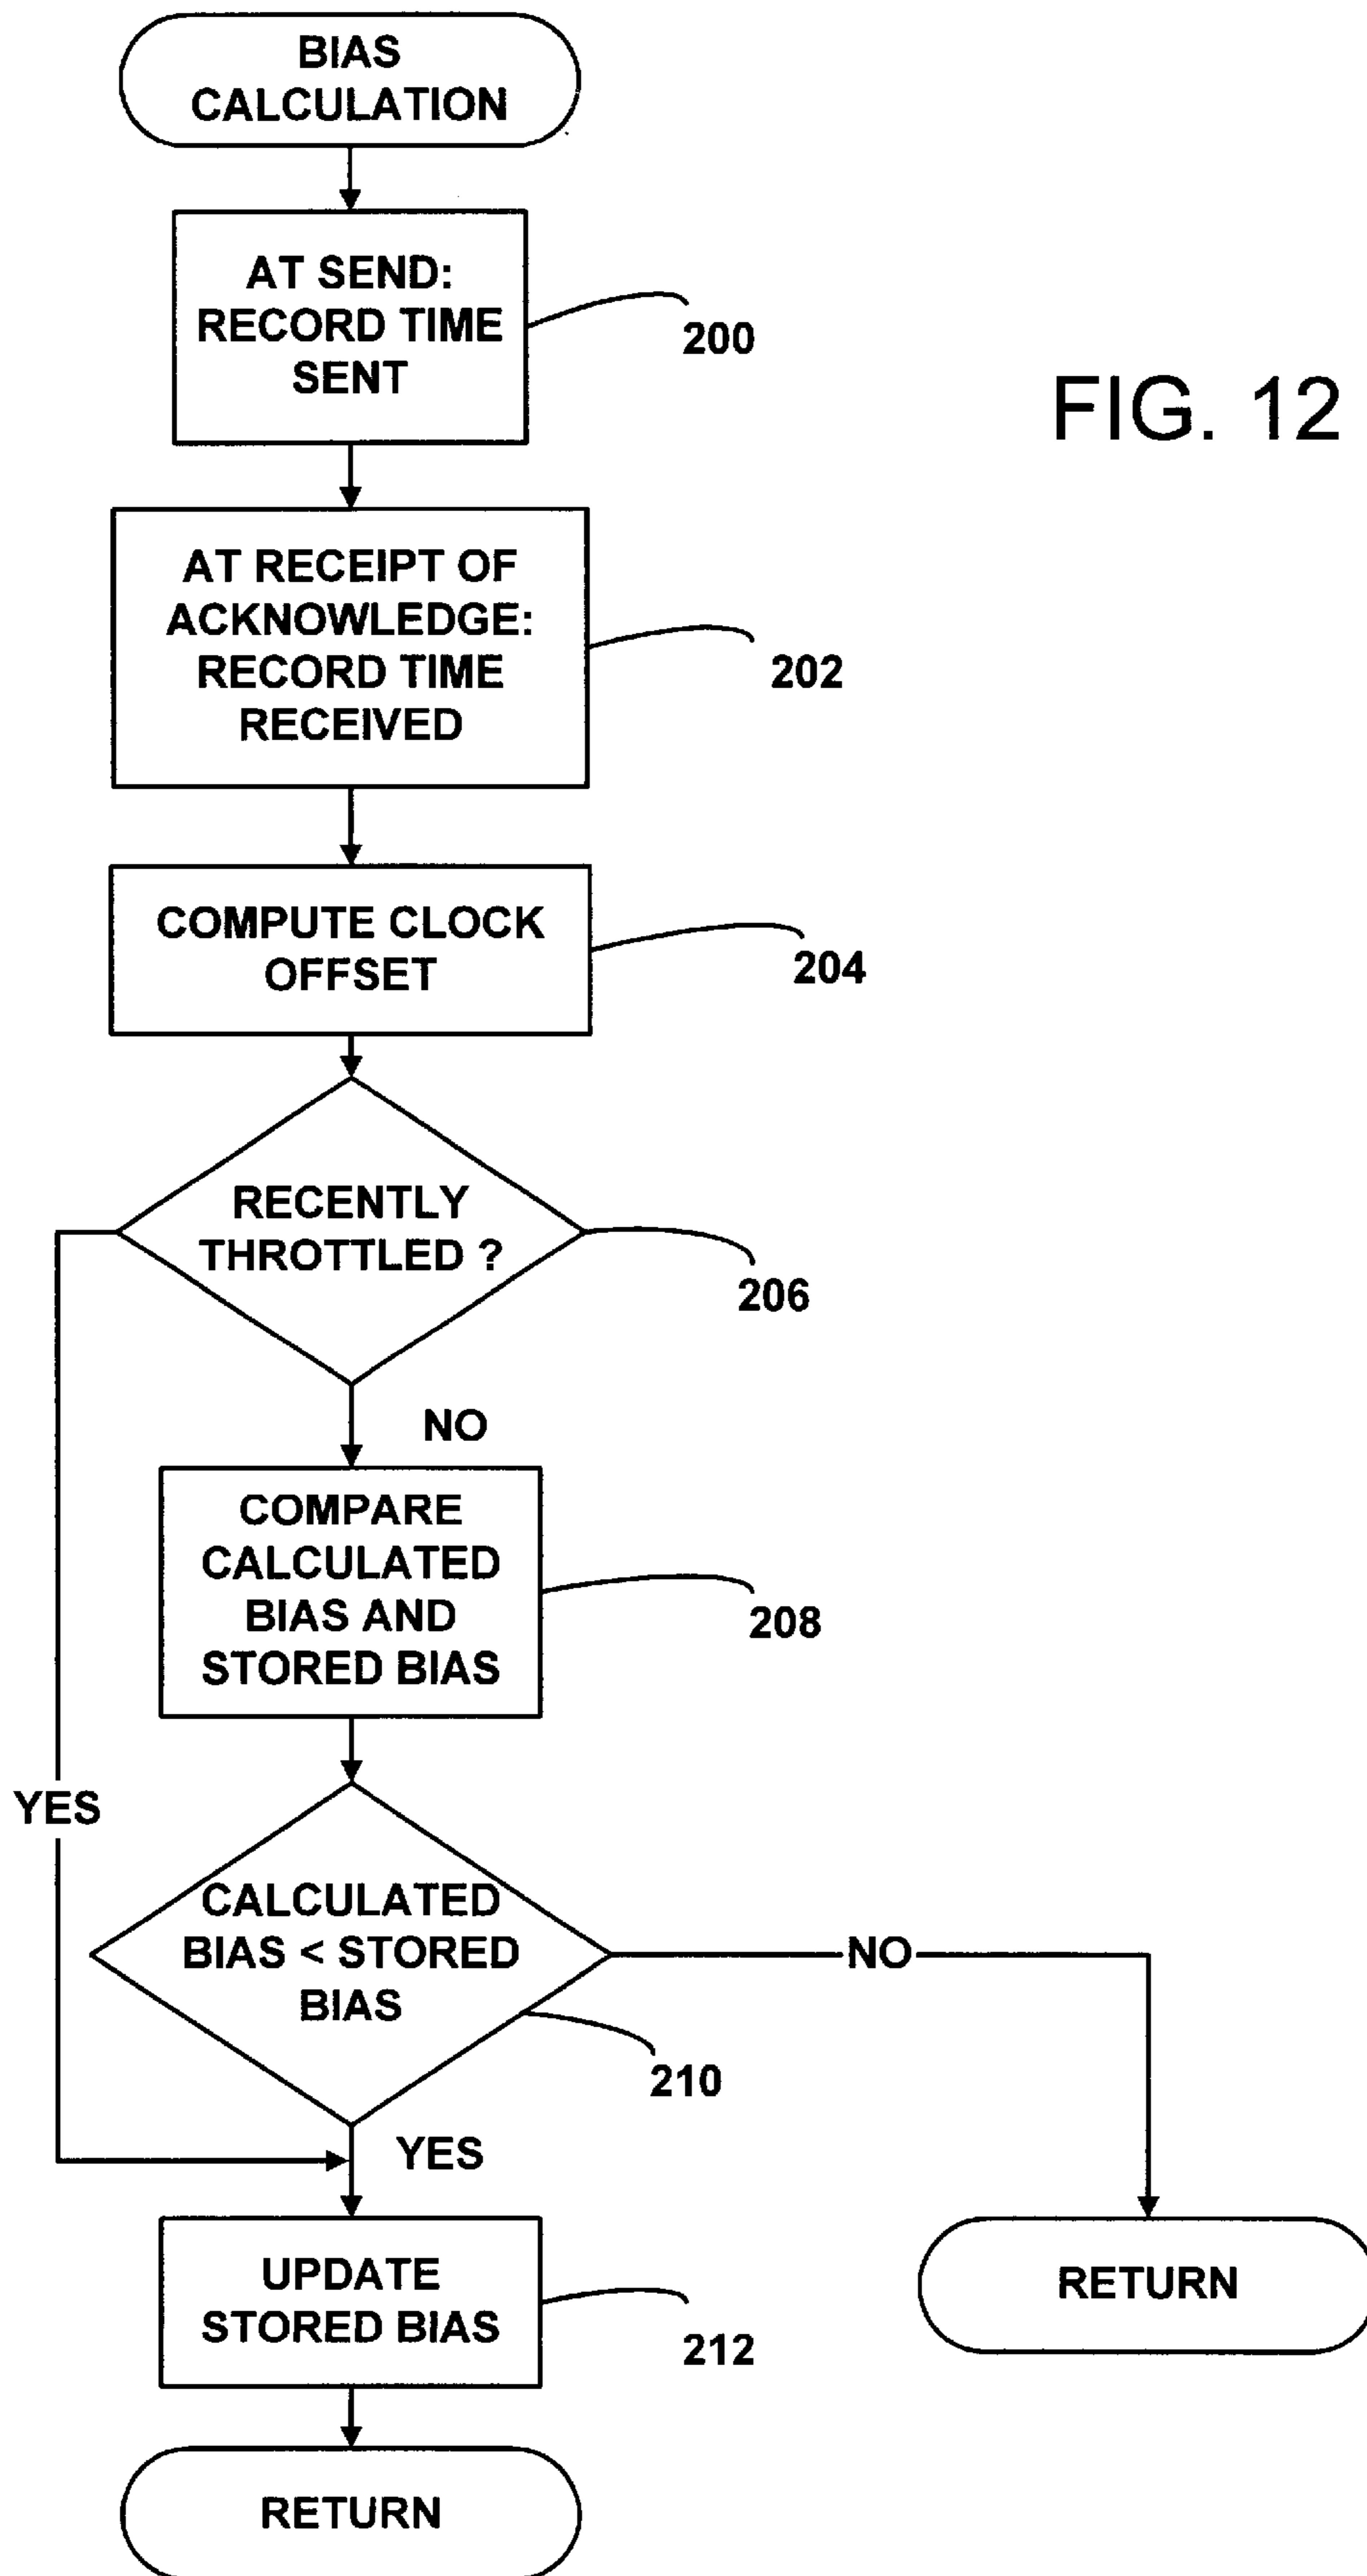 BIAS
CALCULATION
AT SEND:
RECORD TIME
SENT
200
FIG. 12
AT RECEIPT OF
ACKNOWLEDGE:
RECORD TIME
RECEIVED
202
COMPUTE CLOCK
OFFSET
204
RECENTLY
THROTTLED ?
206
NO
COMPARE
CALCULATED
BIAS AND
STORED BIAS
208
YES
CALCULATED
BIAS < STORED
BIAS
NO
210
YES
UPDATE
STORED BIAS
212
RETURN
RETURN